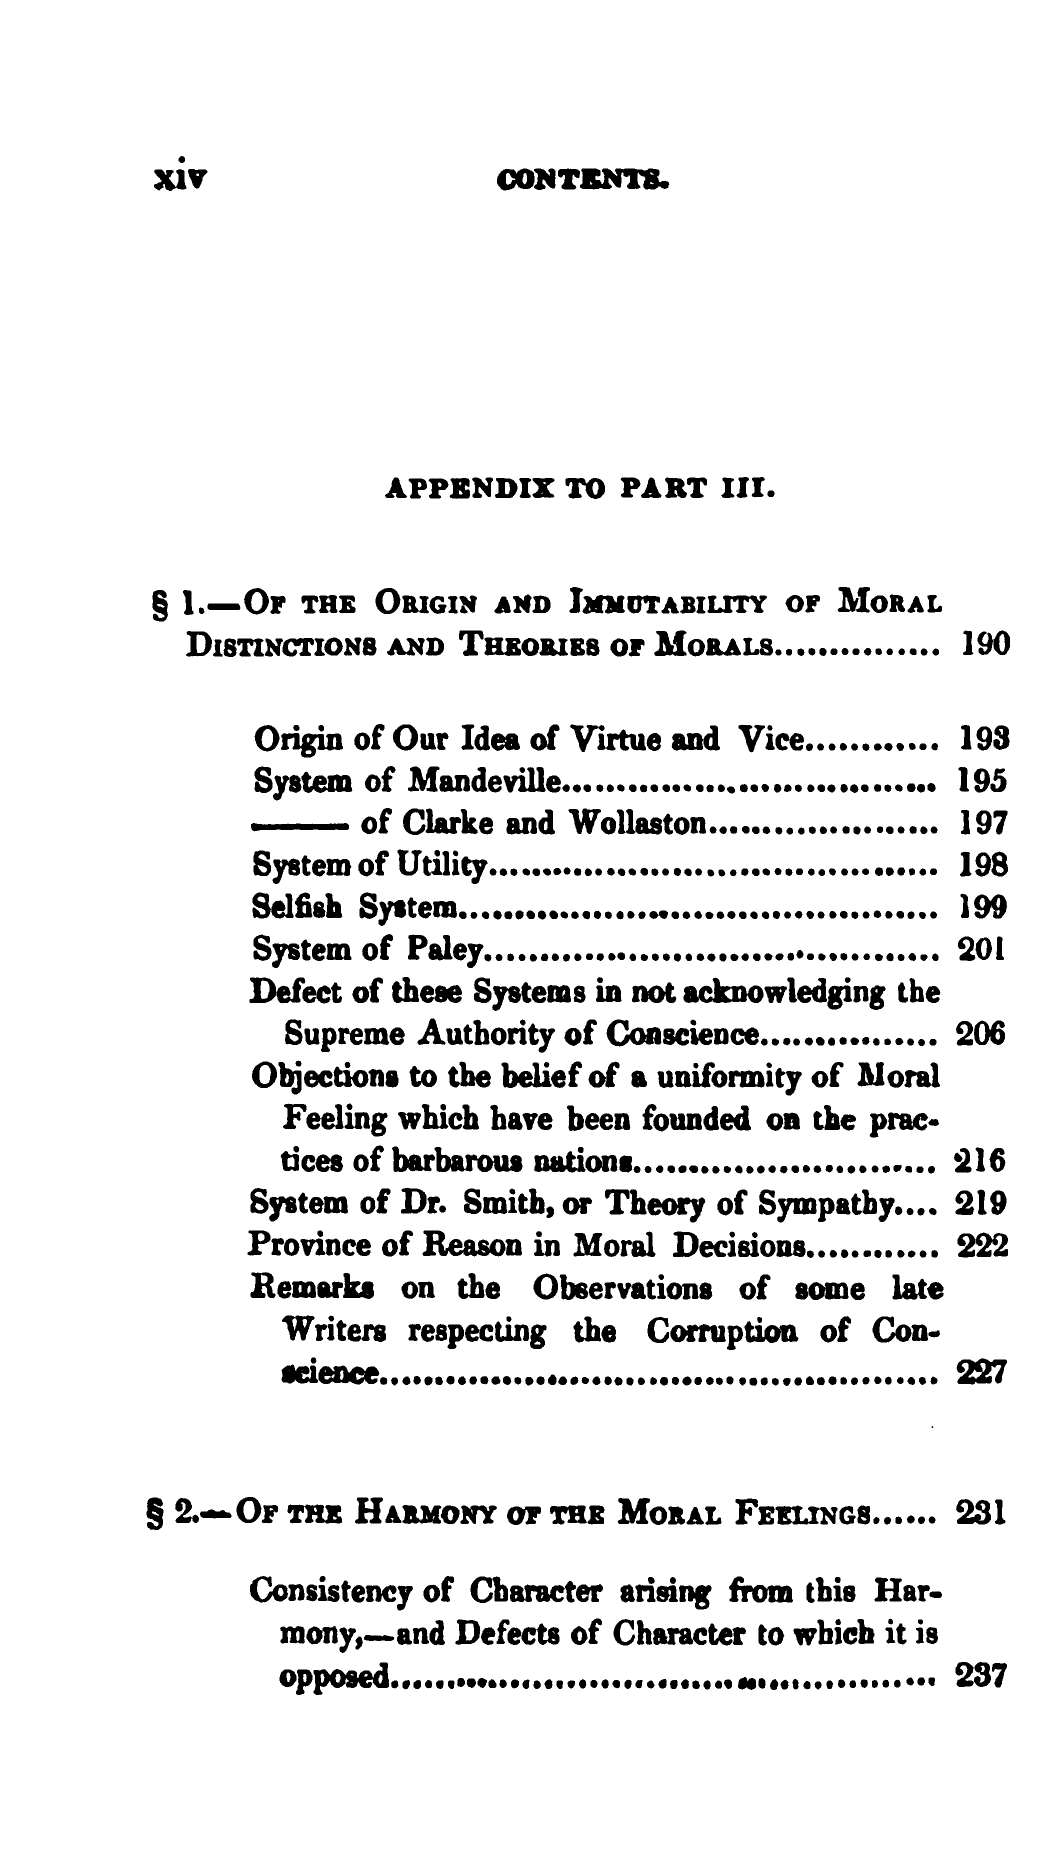 xiv CONTENTS.
APPENDIX TO PART III.
§ 1.—Of the Origin and Immutability of Moral
Distinctions and Theories of Morals............... 190
Origin of Our Idea of Virtue and Vice............ 193
System of Mandeville.................................. 195
——— of Clarke and Wollaston...................... 197
System of Utility.......................................... 198
Selfish System............................................. 199
System of Paley........................................... 201
Defect of these Systems in not acknowledging the
Supreme Authority of Conscience................ 206
Objections to the belief of a uniformity of Moral
Feeling which have been founded on the prac-
tices of barbarous nations............................ 216
System of Dr. Smith, or Theory of Sympathy.... 219
Province of Reason in Moral Decisions............ 222
Remarks on the Observations of some late
Writers respecting the Corruption of Con-
science.................................................... 227
§ 2.—Of the Harmony of the Moral Feelings...... 231
Consistency of Character arising from this Har-
mony,—and Defects of Character to which it is
opposed................................................... 237